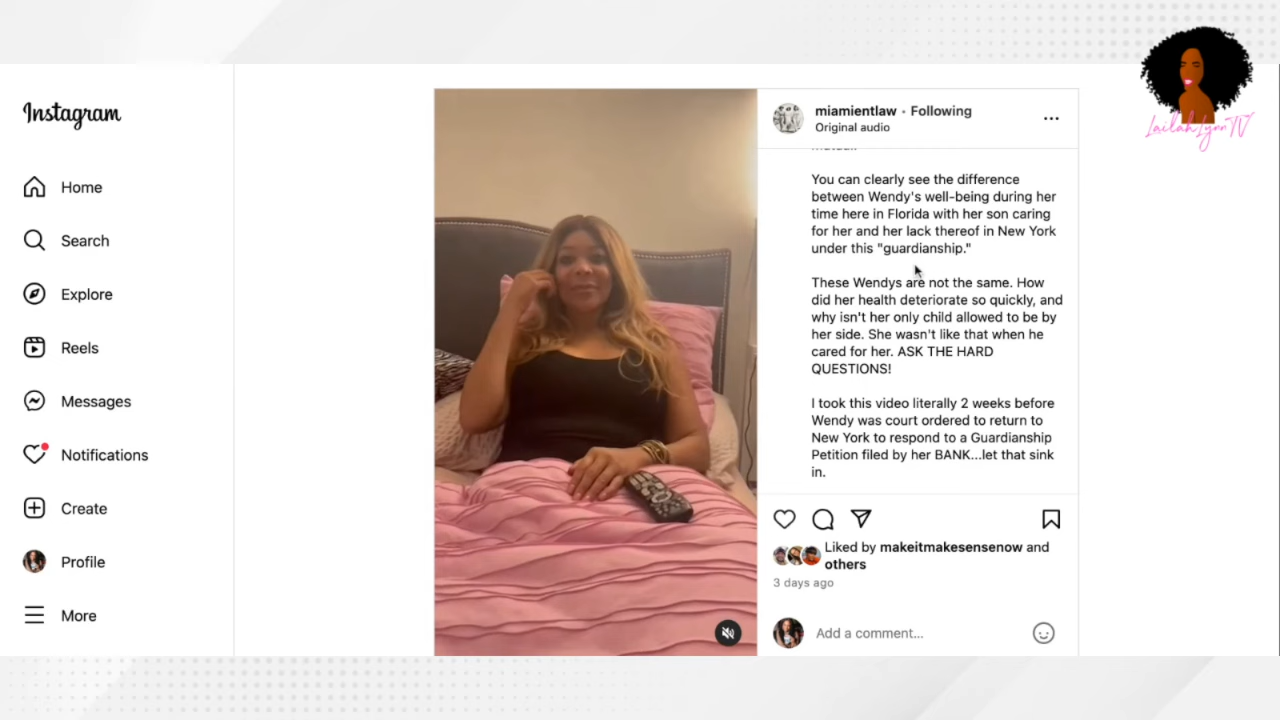 Instagram
Home
Search
Explore
Reels
Messages
Notifications
Create
Profile
More
miamientlaw • Following
Original audio
You can clearly see the difference
between Wendy's well-being during her
time here in Florida with her son caring
for her and her lack thereof in New York
under this "guardianship."
These Wendys are not the same. How
did her health deteriorate so quickly, and
why isn't her only child allowed to be by
her side. She wasn't like that when he
cared for her. ASK THE HARD
QUESTIONS!
I took this video literally 2 weeks before
Wendy was court ordered to return to
New York to respond to a Guardianship
Petition filed by her BANK...let that sink
in.
Liked by makeitmakesensenow and
others
3 days ago
Add a comment...
LailahLynnTV